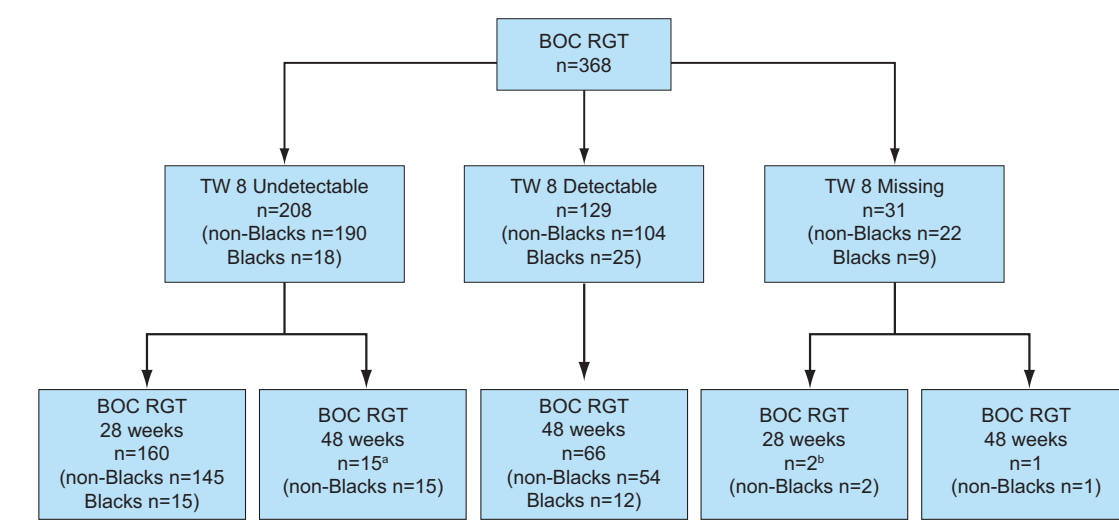 BOC RGT
n=368
TW 8 Undetectable
n=208
(non-Blacks n=190
Blacks n=18)
TW 8 Detectable
n=129
(non-Blacks n=104
Blacks n=25)
TW 8 Missing
n=31
(non-Blacks n=22
Blacks n=9)
BOC RGT
28 weeks
n=160
(non-Blacks n=145
Blacks n=15)
BOC RGT
48 weeks
n=15ᵃ
(non-Blacks n=15)
BOC RGT
48 weeks
n=66
(non-Blacks n=54
Blacks n=12)
BOC RGT
28 weeks
n=2ᵇ
(non-Blacks n=2)
BOC RGT
48 weeks
n=1
(non-Blacks n=1)